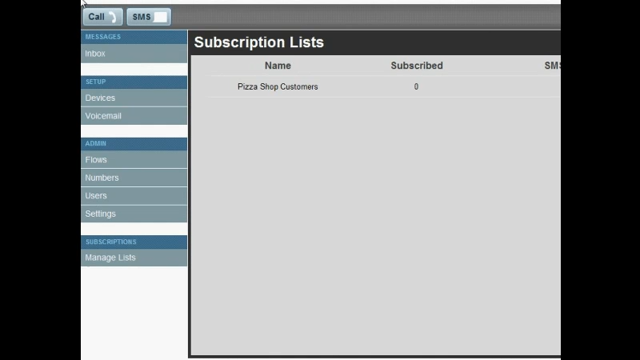 Call SMS
MESSAGES
Inbox
SETUP
Devices
Voicemail
ADMIN
Flows
Numbers
Users
Settings
SUBSCRIPTIONS
Manage Lists
Subscription Lists
Name Subscribed SMS
Pizza Shop Customers 0